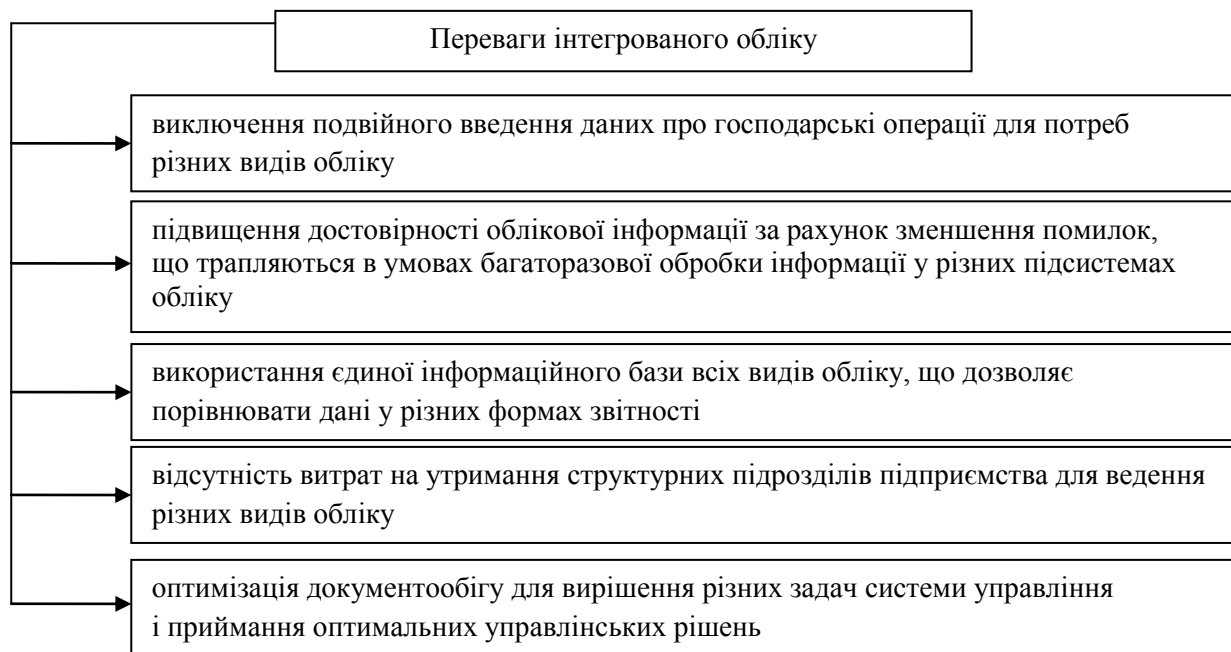 Переваги інтегрованого обліку
виключення подвійного введення даних про господарські операції для потреб
різних видів обліку
підвищення достовірності облікової інформації за рахунок зменшення помилок,
що трапляються в умовах багаторазової обробки інформації у різних підсистемах
обліку
використання єдиної інформаційного бази всіх видів обліку, що дозволяє
порівнювати дані у різних формах звітності
відсутність витрат на утримання структурних підрозділів підприємства для ведення
різних видів обліку
оптимізація документообігу для вирішення різних задач системи управління
і приймання оптимальних управлінських рішень